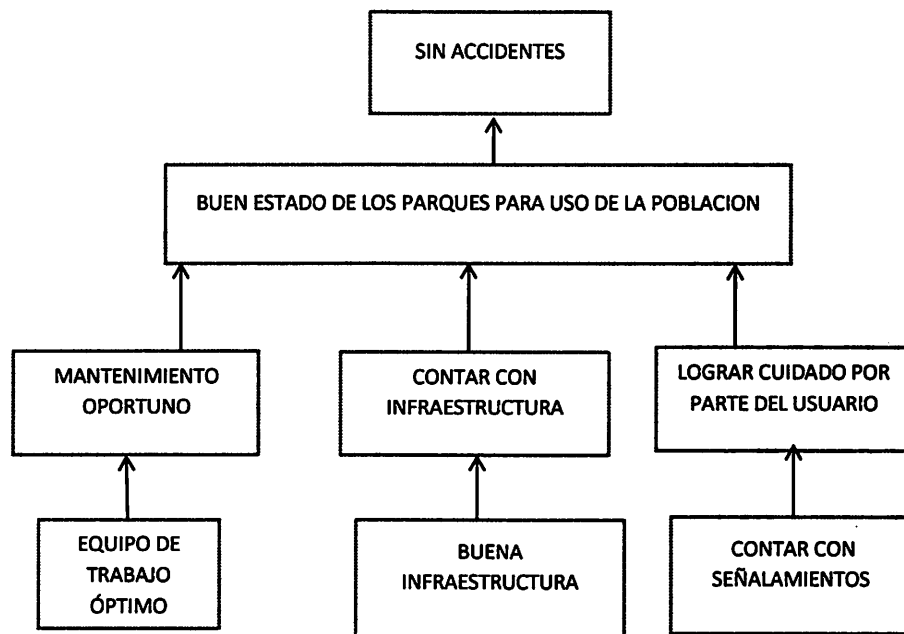 SIN ACCIDENTES
BUEN ESTADO DE LOS PARQUES PARA USO DE LA POBLACION
MANTENIMIENTO
OPORTUNO
CONTAR CON
INFRAESTRUCTURA
LOGRAR CUIDADO POR
PARTE DEL USUARIO
EQUIPO DE
TRABAJO
ÓPTIMO
BUENA
INFRAESTRUCTURA
CONTAR CON
SEÑALAMIENTOS